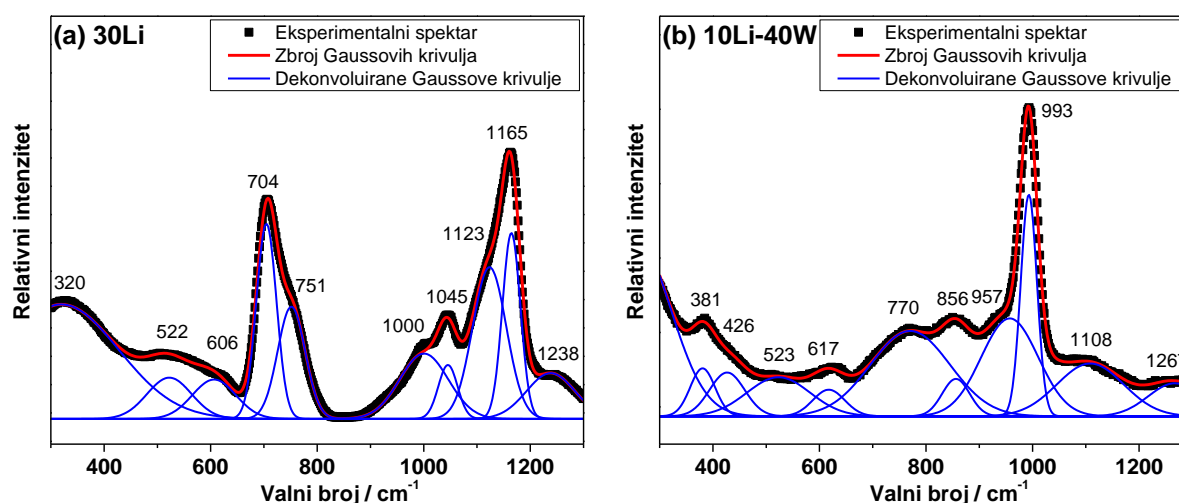 (a) 30Li
Eksperimentalni spektar
Zbroj Gaussovih krivulja
Dekonvoluirane Gaussove krivulje
320
522
606
704
751
1000
1045
1123
1165
1238
Relativni intenzitet
400 600 800 1000 1200
Valni broj / cm⁻¹
(b) 10Li-40W
Eksperimentalni spektar
Zbroj Gaussovih krivulja
Dekonvoluirane Gaussove krivulje
381
426
523
617
770
856
957
993
1108
1267
Relativni intenzitet
400 600 800 1000 1200
Valni broj / cm⁻¹